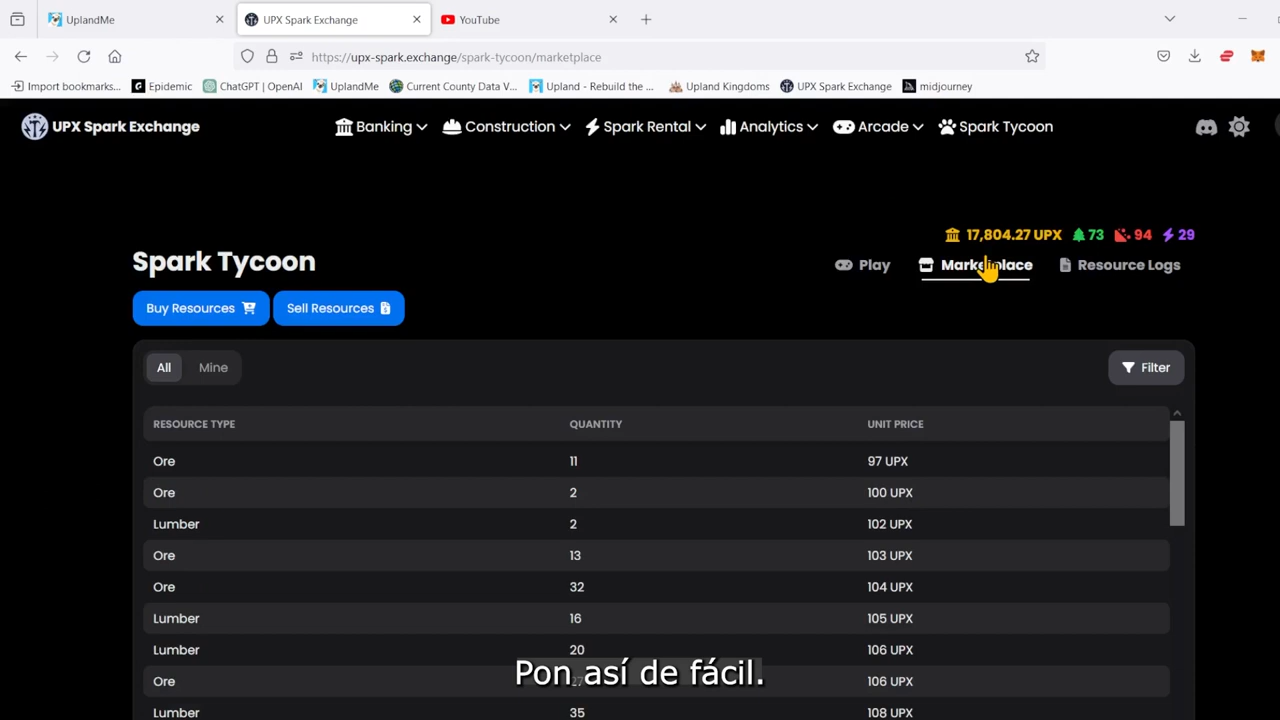 UplandMe
UPX Spark Exchange
YouTube
https://upx-spark.exchange/spark-tycoon/marketplace
Import bookmarks... Epidemic ChatGPT | OpenAI UplandMe Current County Data V... Upland - Rebuild the ... Upland Kingdoms UPX Spark Exchange midjourney
UPX Spark Exchange Banking Construction Spark Rental Analytics Arcade Spark Tycoon
17,804.27 UPX 73 94 29
Spark Tycoon
Play Marketplace Resource Logs
Buy Resources Sell Resources
All Mine Filter
RESOURCE TYPE QUANTITY UNIT PRICE
Ore 11 97 UPX
Ore 2 100 UPX
Lumber 2 102 UPX
Ore 13 103 UPX
Ore 32 104 UPX
Lumber 16 105 UPX
Lumber 20 106 UPX
Pon así de fácil.
Ore 106 UPX
Lumber 35 108 UPX